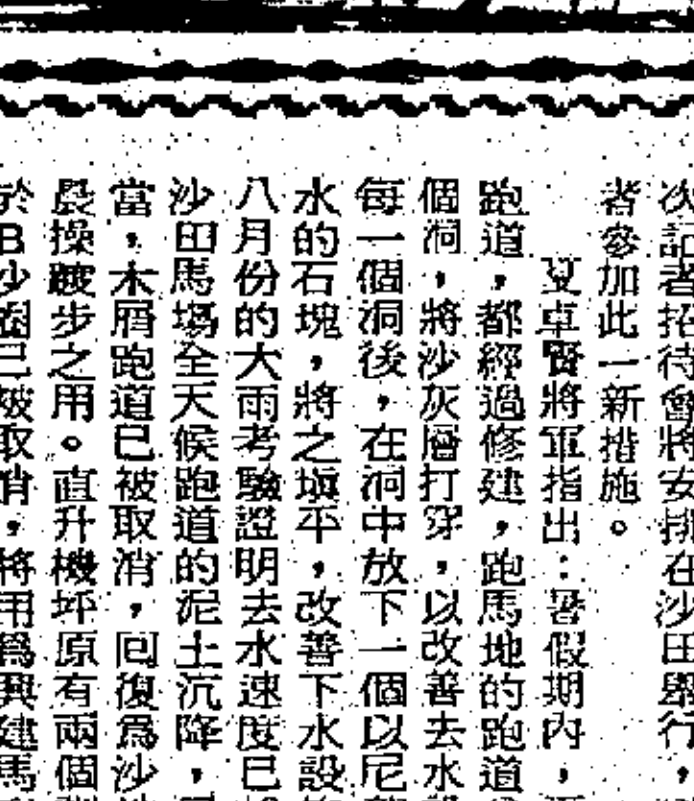 次記者招待會將安排在沙田舉行，
者參加此一新措施。
夏卓賢將軍指出：暑假期內，
跑道，都經過修建，跑馬地的跑道
個洞，將沙灰層打穿，以改善去水
每一個洞後，在洞中放下一個以尼
水的石塊，將之塡平，改善下水設
八月份的大雨考驗證明去水速度已
沙田馬場全天候跑道的泥土沉降，
當，木屑跑道已被取消，回復爲沙
晨操踱步之用。直升機坪原有兩個
於B沙圈已被取消，將用爲興建馬